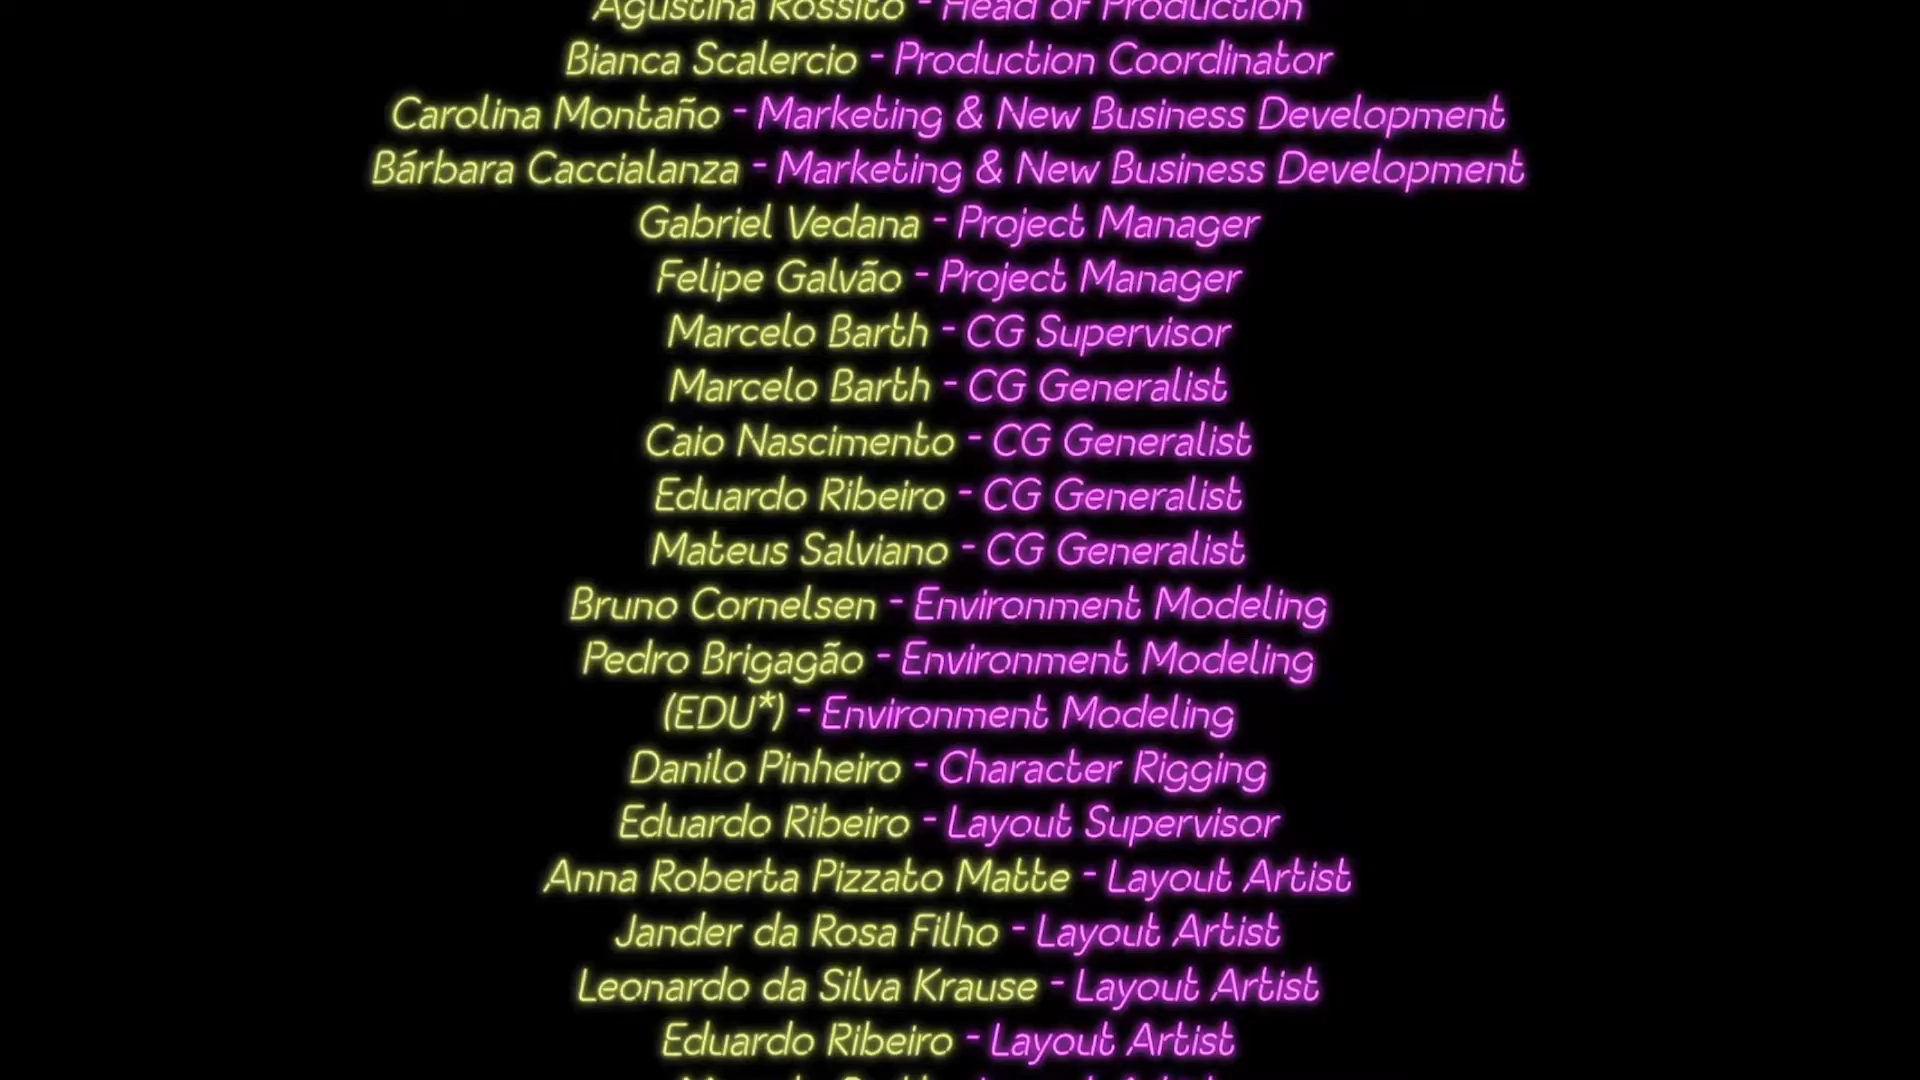 Agustina Rossito - Head of Production
Bianca Scalercio - Production Coordinator
Carolina Montaño - Marketing & New Business Development
Bárbara Caccialanza - Marketing & New Business Development
Gabriel Vedana - Project Manager
Felipe Galvão - Project Manager
Marcelo Barth - CG Supervisor
Marcelo Barth - CG Generalist
Caio Nascimento - CG Generalist
Eduardo Ribeiro - CG Generalist
Mateus Salviano - CG Generalist
Bruno Cornelsen - Environment Modeling
Pedro Brigagão - Environment Modeling
(EDU*) - Environment Modeling
Danilo Pinheiro - Character Rigging
Eduardo Ribeiro - Layout Supervisor
Anna Roberta Pizzato Matte - Layout Artist
Jander da Rosa Filho - Layout Artist
Leonardo da Silva Krause - Layout Artist
Eduardo Ribeiro - Layout Artist